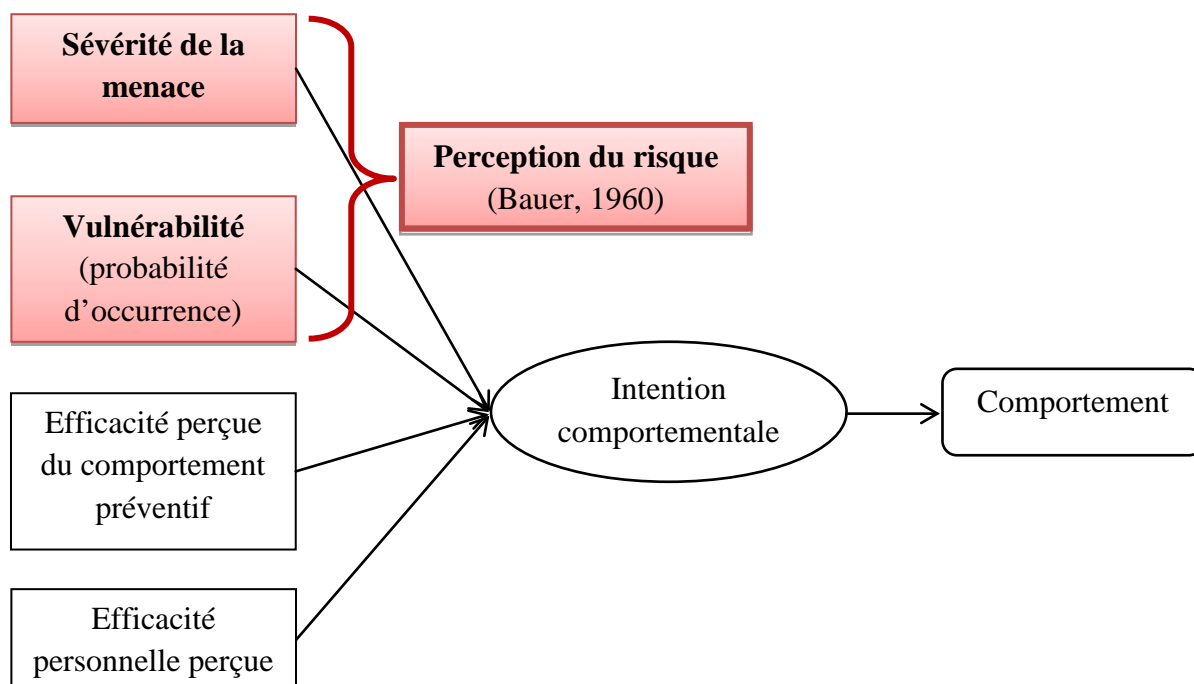 Sévérité de la
menace
Perception du risque
(Bauer, 1960)
Vulnérabilité
(probabilité
d’occurrence)
Intention
comportementale
Comportement
Efficacité perçue
du comportement
préventif
Efficacité
personnelle perçue